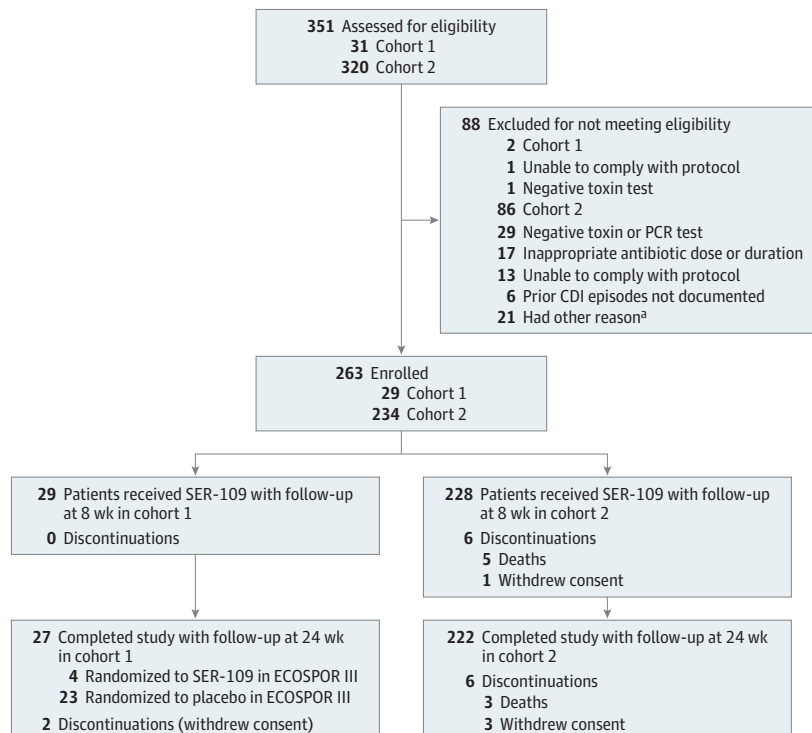 351 Assessed for eligibility
31 Cohort 1
320 Cohort 2
88 Excluded for not meeting eligibility
2 Cohort 1
1 Unable to comply with protocol
1 Negative toxin test
86 Cohort 2
29 Negative toxin or PCR test
17 Inappropriate antibiotic dose or duration
13 Unable to comply with protocol
6 Prior CDI episodes not documented
21 Had other reasonᵃ
263 Enrolled
29 Cohort 1
234 Cohort 2
29 Patients received SER-109 with follow-up
at 8 wk in cohort 1
0 Discontinuations
228 Patients received SER-109 with follow-up
at 8 wk in cohort 2
6 Discontinuations
5 Deaths
1 Withdrew consent
27 Completed study with follow-up at 24 wk
in cohort 1
4 Randomized to SER-109 in ECOSPOR III
23 Randomized to placebo in ECOSPOR III
2 Discontinuations (withdrew consent)
222 Completed study with follow-up at 24 wk
in cohort 2
6 Discontinuations
3 Deaths
3 Withdrew consent